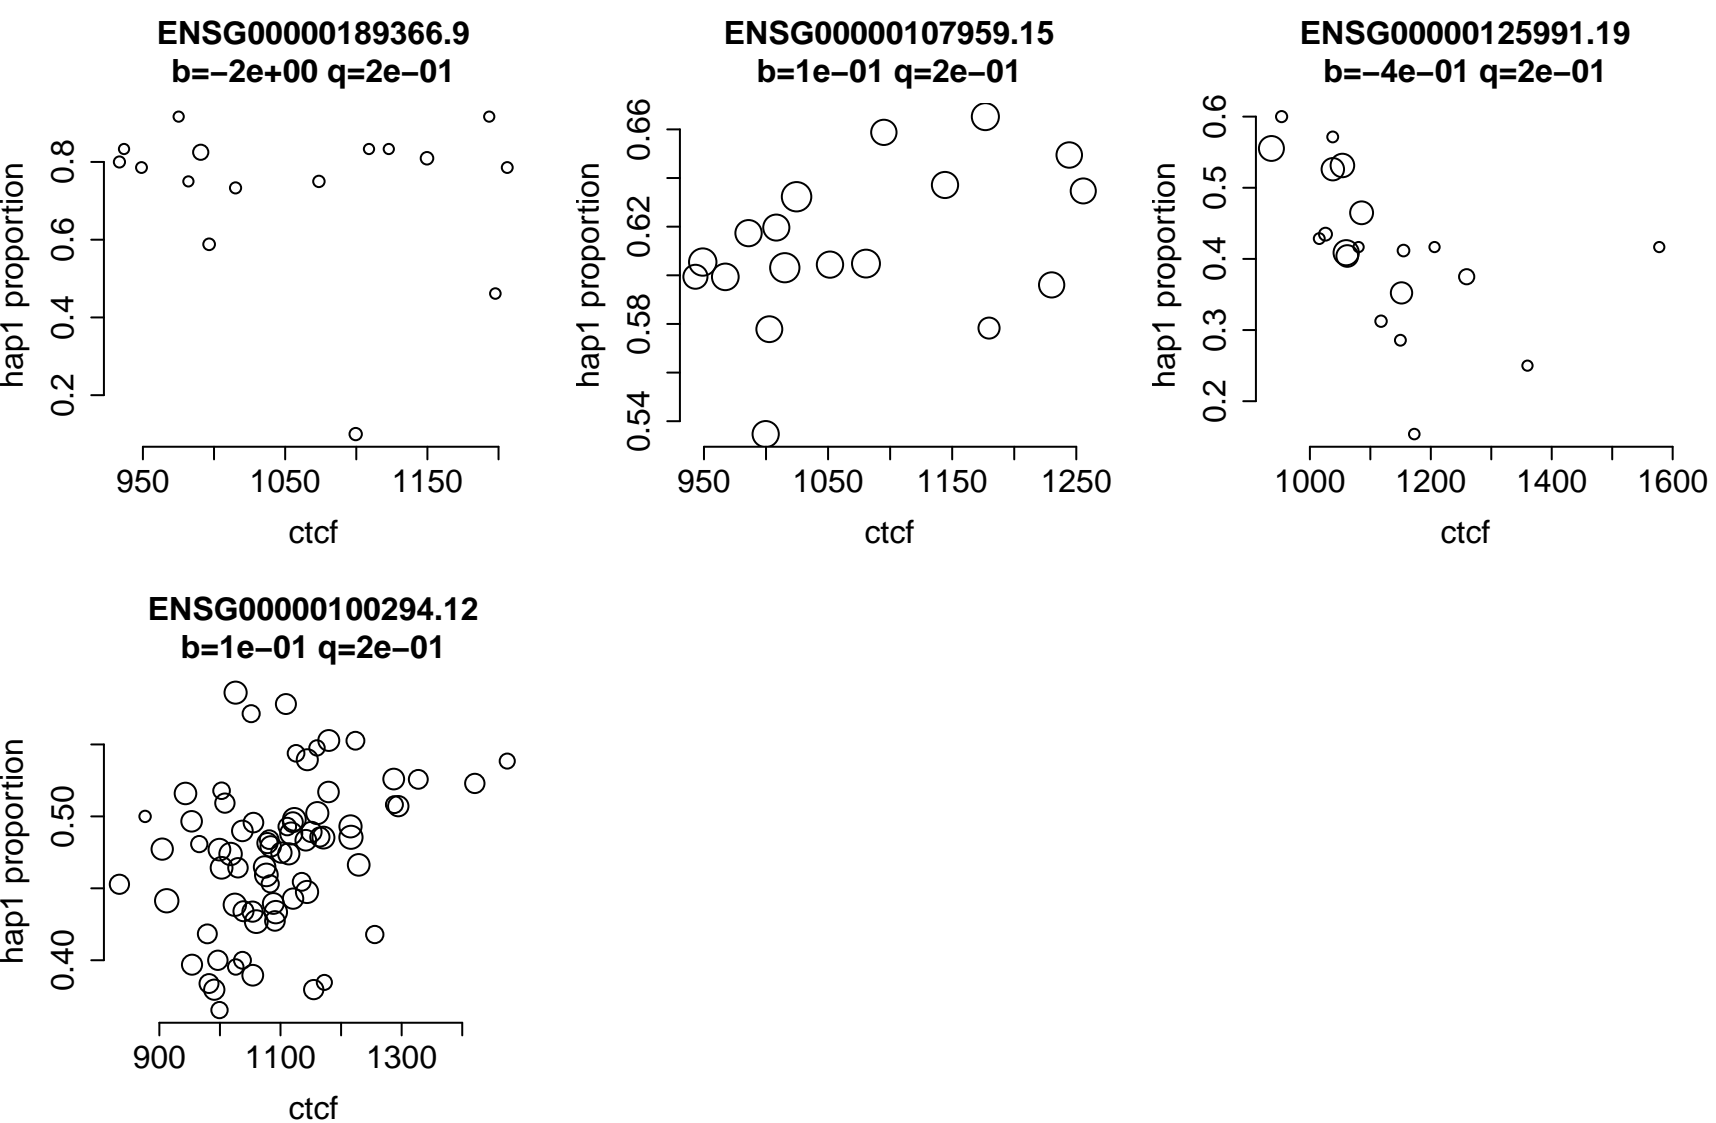 ENSG00000189366.9
b=−2e+00 q=2e−01
hap1 proportion
0.8
0.6
0.4
0.2
950
1050
1150
ctcf
ENSG00000107959.15
b=1e−01 q=2e−01
hap1 proportion
0.66
0.62
0.58
0.54
950
1050
1150
1250
ctcf
ENSG00000125991.19
b=−4e−01 q=2e−01
hap1 proportion
0.6
0.5
0.4
0.3
0.2
1000
1200
1400
1600
ctcf
ENSG00000100294.12
b=1e−01 q=2e−01
hap1 proportion
0.50
0.40
900
1100
1300
ctcf